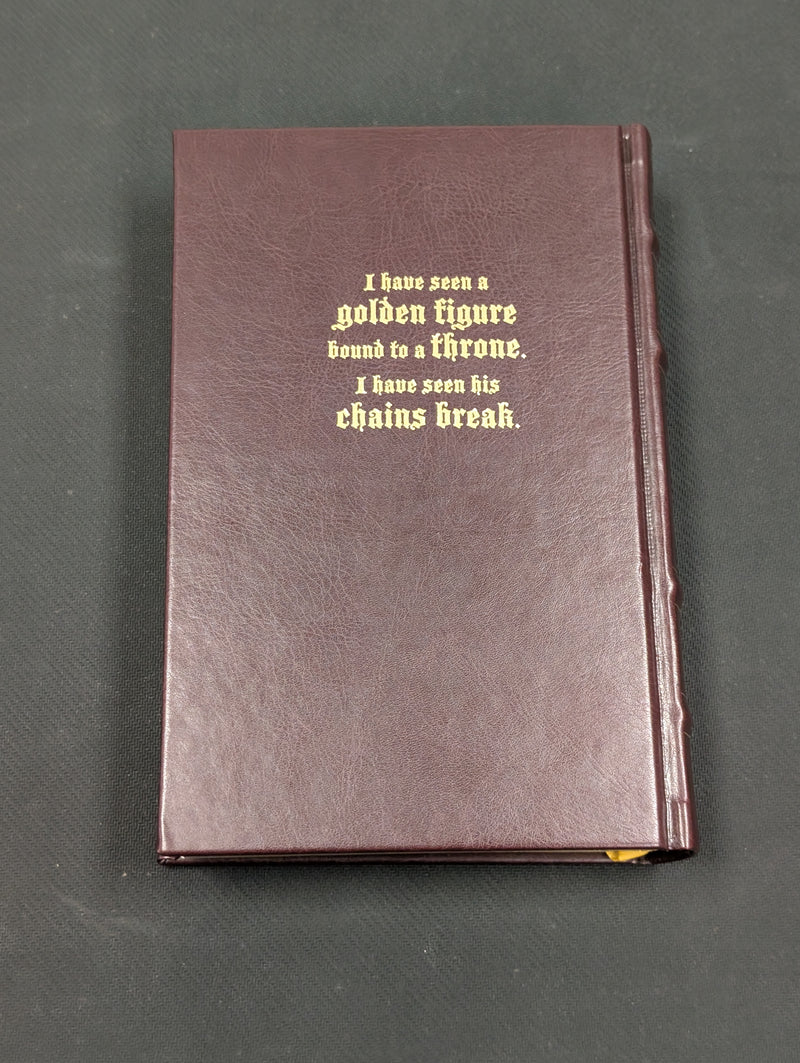 I have seen a
golden figure
bound to a throne.
I have seen his
chains break.